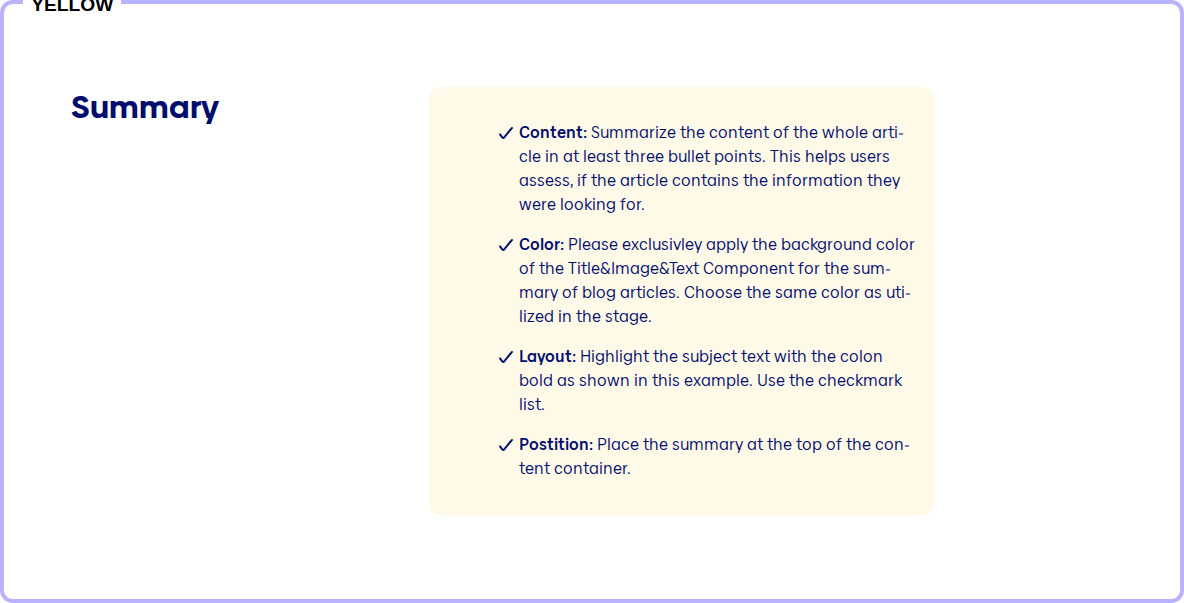 YELLOW
Summary
Content: Summarize the content of the whole arti-
cle in at least three bullet points. This helps users
assess, if the article contains the information they
were looking for.
Color: Please exclusivley apply the background color
of the Title&Image&Text Component for the sum-
mary of blog articles. Choose the same color as uti-
lized in the stage.
Layout: Highlight the subject text with the colon
bold as shown in this example. Use the checkmark
list.
Postition: Place the summary at the top of the con-
tent container.